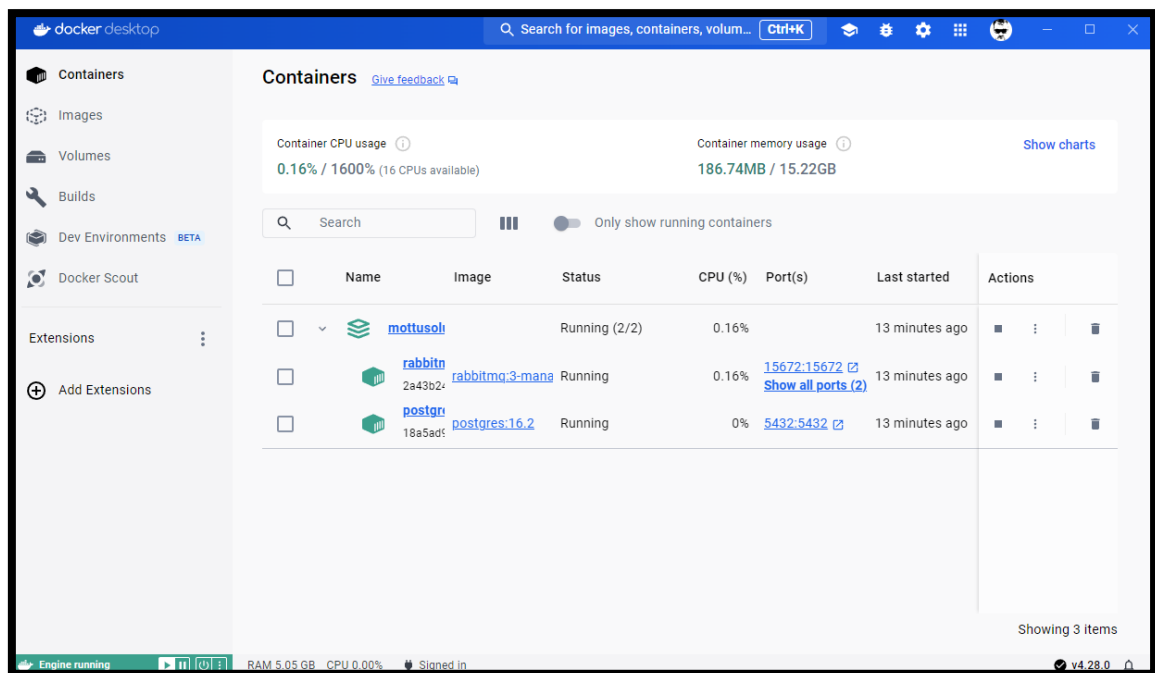 docker desktop
Search for images, containers, volum... Ctrl+K
Containers
Images
Volumes
Builds
Dev Environments BETA
Docker Scout
Extensions
Add Extensions
Containers Give feedback
Container CPU usage
0.16% / 1600% (16 CPUs available)
Container memory usage
186.74MB / 15.22GB
Show charts
Search
Only show running containers
Name Image Status CPU (%) Port(s) Last started Actions
mottusolu Running (2/2) 0.16% 13 minutes ago
rabbitn
2a43b24
rabbitmq:3-mana Running 0.16%
15672:15672
Show all ports (2)
13 minutes ago
postgre
18a5ad9
postgres:16.2 Running 0% 5432:5432 13 minutes ago
Showing 3 items
Engine running
RAM 5.05 GB CPU 0.00% Signed in
v4.28.0